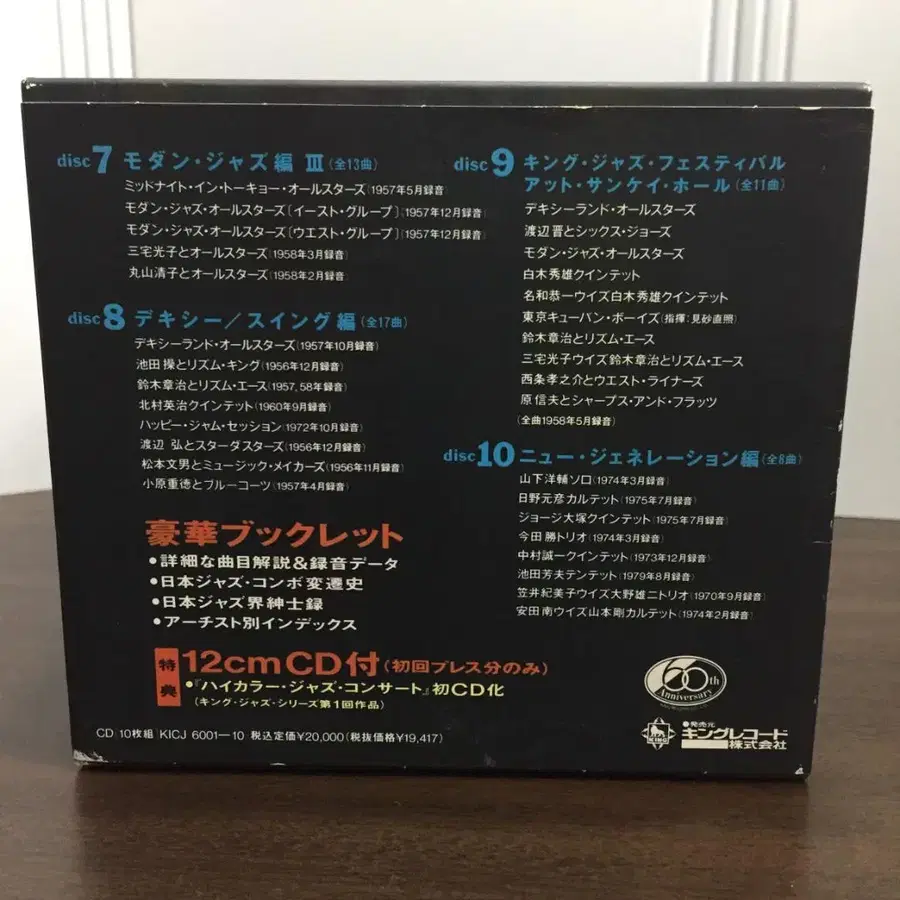 disc7 モダン・ジャズ編 III(全13曲)
ミッドナイト・イン・トーキョー・オールスターズ(1957年5月録音)
モダン・ジャズ・オールスターズ〔イースト・グループ〕(1957年12月録音)
モダン・ジャズ・オールスターズ〔ウエスト・グループ〕(1957年12月録音)
三宅光子とオールスターズ(1958年3月録音)
丸山清子とオールスターズ(1958年2月録音)
disc8 デキシー/スイング編(全17曲)
デキシーランド・オールスターズ(1957年10月録音)
池田 操とリズム・キング(1956年12月録音)
鈴木章治とリズム・エース(1957,58年録音)
北村英治クインテット(1960年9月録音)
ハッピー・ジャム・セッション(1972年10月録音)
渡辺 弘とスターダスターズ(1956年12月録音)
松本文男とミュージック・メイカーズ(1956年11月録音)
小原重徳とブルーコーツ(1957年4月録音)
豪華ブックレット
●詳細な曲目解説&録音データ
●日本ジャズ・コンボ変遷史
●日本ジャズ界紳士録
●アーチスト別インデックス
特典 12cm CD付(初回プレス分のみ)
●『ハイカラー・ジャズ・コンサート』初CD化
(キング・ジャズ・シリーズ第1回作品)
CD 10枚組 KICJ 6001—10 税込定価¥20,000(税抜価格¥19,417)
disc9 キング・ジャズ・フェスティバル
アット・サンケイ・ホール(全11曲)
デキシーランド・オールスターズ
渡辺晋とシックス・ジョーズ
モダン・ジャズ・オールスターズ
白木秀雄クインテット
名和恭一ウイズ白木秀雄クインテット
東京キューバン・ボーイズ(指揮:見砂直照)
鈴木章治とリズム・エース
三宅光子ウイズ鈴木章治とリズム・エース
西条孝之介とウエスト・ライナーズ
原信夫とシャープス・アンド・フラッツ
(全曲1958年5月録音)
disc10 ニュー・ジェネレーション編(全8曲)
山下洋輔ソロ(1974年3月録音)
日野元彦カルテット(1975年7月録音)
ジョージ大塚クインテット(1975年7月録音)
今田 勝トリオ(1974年3月録音)
中村誠一クインテット(1973年12月録音)
池田芳夫テンテット(1979年8月録音)
笠井紀美子ウイズ大野雄二トリオ(1970年9月録音)
安田南ウイズ山本剛カルテット(1974年2月録音)
60th
Anniversary
KING
●発売元
キングレコード
株式会社